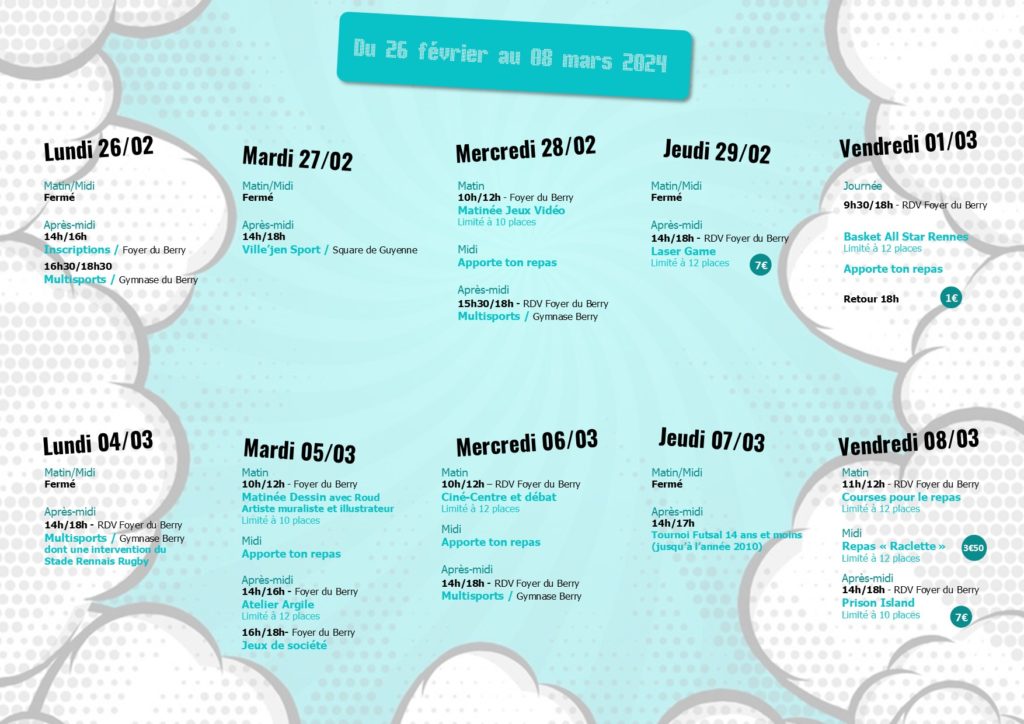 Du 26 février au 08 mars 2024
Lundi 26/02
Matin/Midi
Fermé
Après-midi
14h/16h
Inscriptions / Foyer du Berry
16h30/18h30
Multisports / Gymnase du Berry
Mardi 27/02
Matin/Midi
Fermé
Après-midi
14h/18h
Ville'jen Sport / Square de Guyenne
Mercredi 28/02
Matin
10h/12h - Foyer du Berry
Matinée Jeux Vidéo
Limité à 10 places
Midi
Apporte ton repas
Après-midi
15h30/18h - RDV Foyer du Berry
Multisports / Gymnase Berry
Jeudi 29/02
Matin/Midi
Fermé
Après-midi
14h/18h - RDV Foyer du Berry
Laser Game
Limité à 12 places
7€
Vendredi 01/03
Journée
9h30/18h - RDV Foyer du Berry
Basket All Star Rennes
Limité à 12 places
Apporte ton repas
Retour 18h
1€
Lundi 04/03
Matin/Midi
Fermé
Après-midi
14h/18h - RDV Foyer du Berry
Multisports / Gymnase Berry
dont une intervention du
Stade Rennais Rugby
Mardi 05/03
Matin
10h/12h - Foyer du Berry
Matinée Dessin avec Roud
Artiste muraliste et illustrateur
Limité à 10 places
Midi
Apporte ton repas
Après-midi
14h/16h - Foyer du Berry
Atelier Argile
Limité à 12 places
16h/18h- Foyer du Berry
Jeux de société
Mercredi 06/03
Matin
10h/12h – RDV Foyer du Berry
Ciné-Centre et débat
Limité à 12 places
Midi
Apporte ton repas
Après-midi
14h/18h - RDV Foyer du Berry
Multisports / Gymnase Berry
Jeudi 07/03
Matin/Midi
Fermé
Après-midi
14h/17h
Tournoi Futsal 14 ans et moins
(jusqu'à l'année 2010)
Vendredi 08/03
Matin
11h/12h - RDV Foyer du Berry
Courses pour le repas
Limité à 12 places
Midi
Repas « Raclette »
Limité à 12 places
3€50
Après-midi
14h/18h - RDV Foyer du Berry
Prison Island
Limité à 10 places
7€